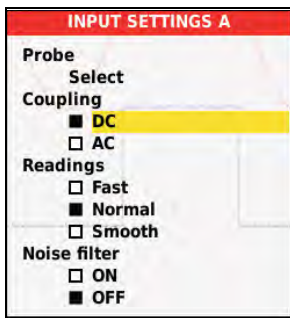 INPUT SETTINGS A
Probe
Select
Coupling
■ DC
□ AC
Readings
□ Fast
■ Normal
□ Smooth
Noise filter
□ ON
■ OFF